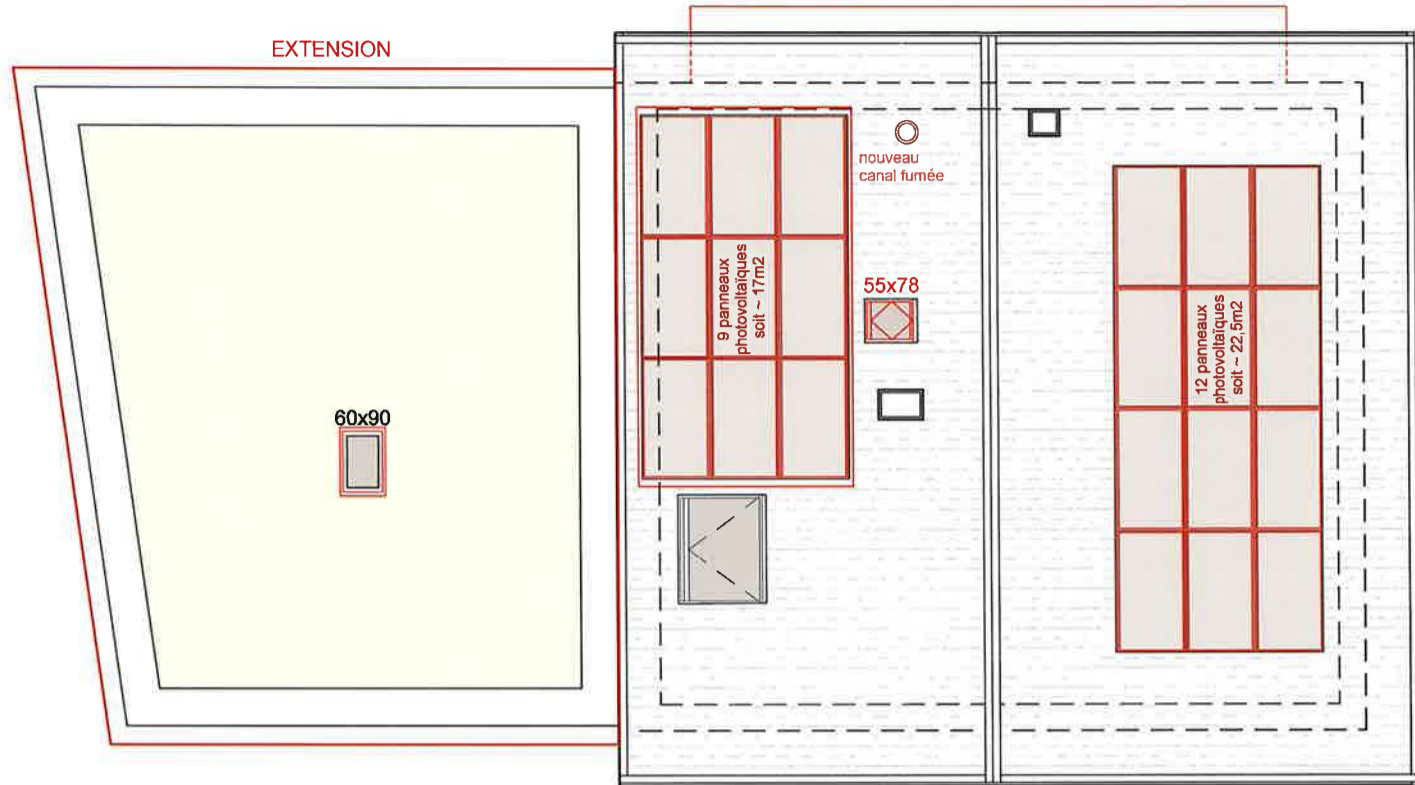 EXTENSION
nouveau
canal fumée
55x78
9 panneaux
photovoltaïques
soit ~ 17m2
12 panneaux
photovoltaïques
soit ~ 22,5m2
60x90